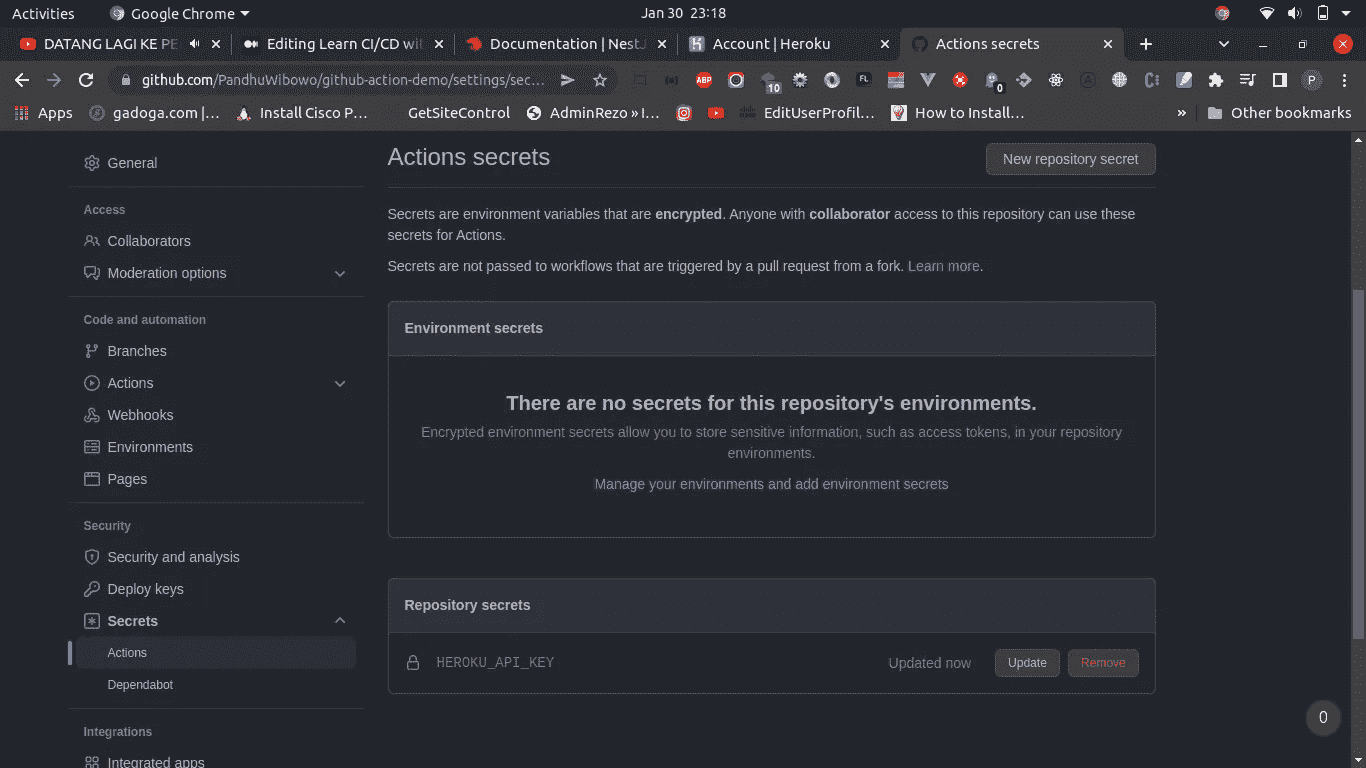 Activities
Google Chrome
Jan 30 23:18
DATANG LAGI KE PE
Editing Learn CI/CD wit
Documentation | NestJ
Account | Heroku
Actions secrets
github.com/PandhuWibowo/github-action-demo/settings/sec...
ABP
10
FL
0
P
Apps
gadoga.com |...
Install Cisco P...
GetSiteControl
AdminRezo » I...
EditUserProfil...
How to Install...
»
Other bookmarks
General
Access
Collaborators
Moderation options
Code and automation
Branches
Actions
Webhooks
Environments
Pages
Security
Security and analysis
Deploy keys
Secrets
Actions
Dependabot
Integrations
Integrated apps
Actions secrets
New repository secret
Secrets are environment variables that are encrypted. Anyone with collaborator access to this repository can use these
secrets for Actions.
Secrets are not passed to workflows that are triggered by a pull request from a fork. Learn more.
Environment secrets
There are no secrets for this repository's environments.
Encrypted environment secrets allow you to store sensitive information, such as access tokens, in your repository
environments.
Manage your environments and add environment secrets
Repository secrets
HEROKU_API_KEY
Updated now
Update
Remove
0